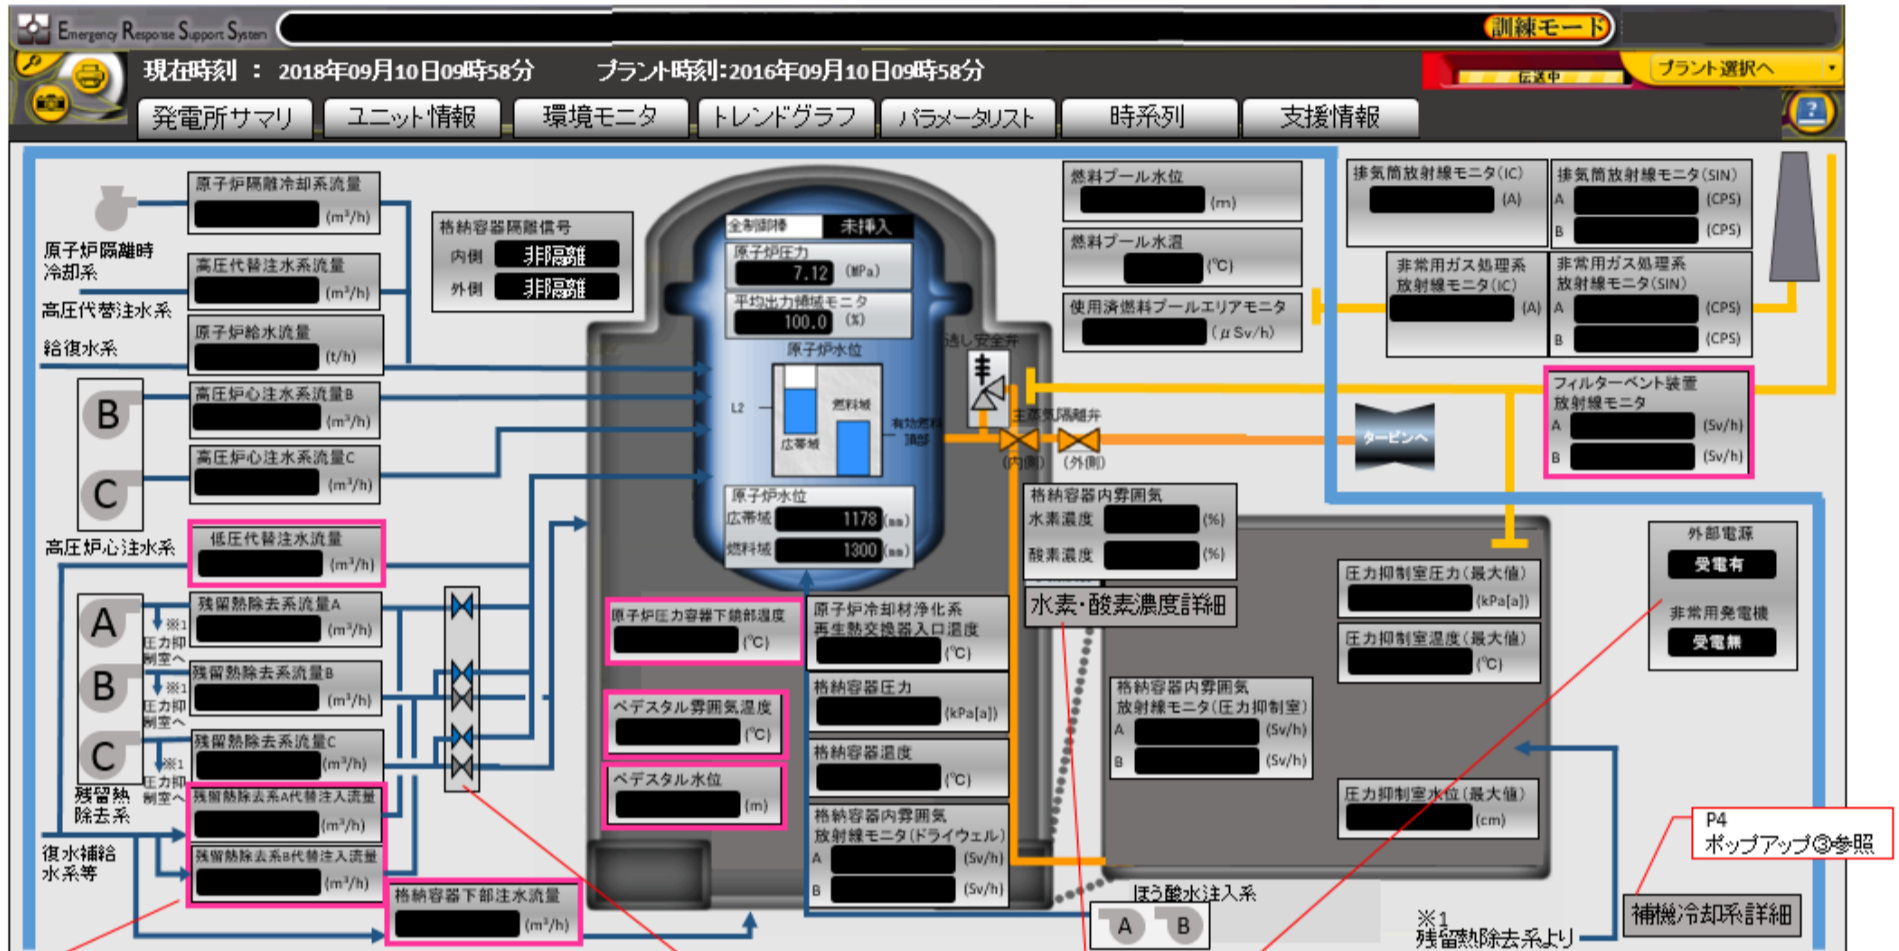 Emergency Response Support System
訓練モード
現在時刻 ： 2018年09月10日09時58分
プラント時刻:2016年09月10日09時58分
伝送中
プラント選択へ
発電所サマリ
ユニット情報
環境モニタ
トレンドグラフ
パラメータリスト
時系列
支援情報
?
原子炉隔離冷却系流量
(m³/h)
原子炉隔離時
冷却系
高圧代替注水系流量
(m³/h)
高圧代替注水系
原子炉給水流量
(t/h)
給復水系
B
高圧炉心注水系流量B
(m³/h)
C
高圧炉心注水系流量C
(m³/h)
高圧炉心注水系
低圧代替注水流量
(m³/h)
A
※1
圧力抑
制室へ
残留熱除去系流量A
(m³/h)
B
※1
圧力抑
制室へ
残留熱除去系流量B
(m³/h)
C
※1
圧力抑
制室へ
残留熱除去系流量C
(m³/h)
残留熱
除去系
残留熱除去系A代替注入流量
(m³/h)
復水補給
水系等
残留熱除去系B代替注入流量
(m³/h)
格納容器下部注水流量
(m³/h)
格納容器隔離信号
内側 非隔離
外側 非隔離
全制御棒 未挿入
原子炉圧力
7.12 (MPa)
平均出力領域モニタ
100.0 (%)
原子炉水位
L2
広帯域
燃料域
有効燃料
頂部
原子炉水位
広帯域 1178 (mm)
燃料域 1300 (mm)
逃し安全弁
主蒸気隔離弁
(内側)
(外側)
タービンへ
原子炉圧力容器下鏡部温度
(℃)
ペデスタル雰囲気温度
(℃)
ペデスタル水位
(m)
原子炉冷却材浄化系
再生熱交換器入口温度
(℃)
格納容器圧力
(kPa[a])
格納容器温度
(℃)
格納容器内雰囲気
放射線モニタ(ドライウェル)
A (Sv/h)
B (Sv/h)
燃料プール水位
(m)
燃料プール水温
(℃)
使用済燃料プールエリアモニタ
(μSv/h)
排気筒放射線モニタ(IC)
(A)
排気筒放射線モニタ(SIN)
A (CPS)
B (CPS)
非常用ガス処理系
放射線モニタ(IC)
(A)
非常用ガス処理系
放射線モニタ(SIN)
A (CPS)
B (CPS)
フィルターベント装置
放射線モニタ
A (Sv/h)
B (Sv/h)
格納容器内雰囲気
水素濃度 (%)
酸素濃度 (%)
水素・酸素濃度詳細
圧力抑制室圧力(最大値)
(kPa[a])
圧力抑制室温度(最大値)
(℃)
格納容器内雰囲気
放射線モニタ(圧力抑制室)
A (Sv/h)
B (Sv/h)
圧力抑制室水位(最大値)
(cm)
外部電源
受電有
非常用発電機
受電無
P4
ポップアップ③参照
ほう酸水注入系
A B
※1
残留熱除去系より
補機冷却系詳細